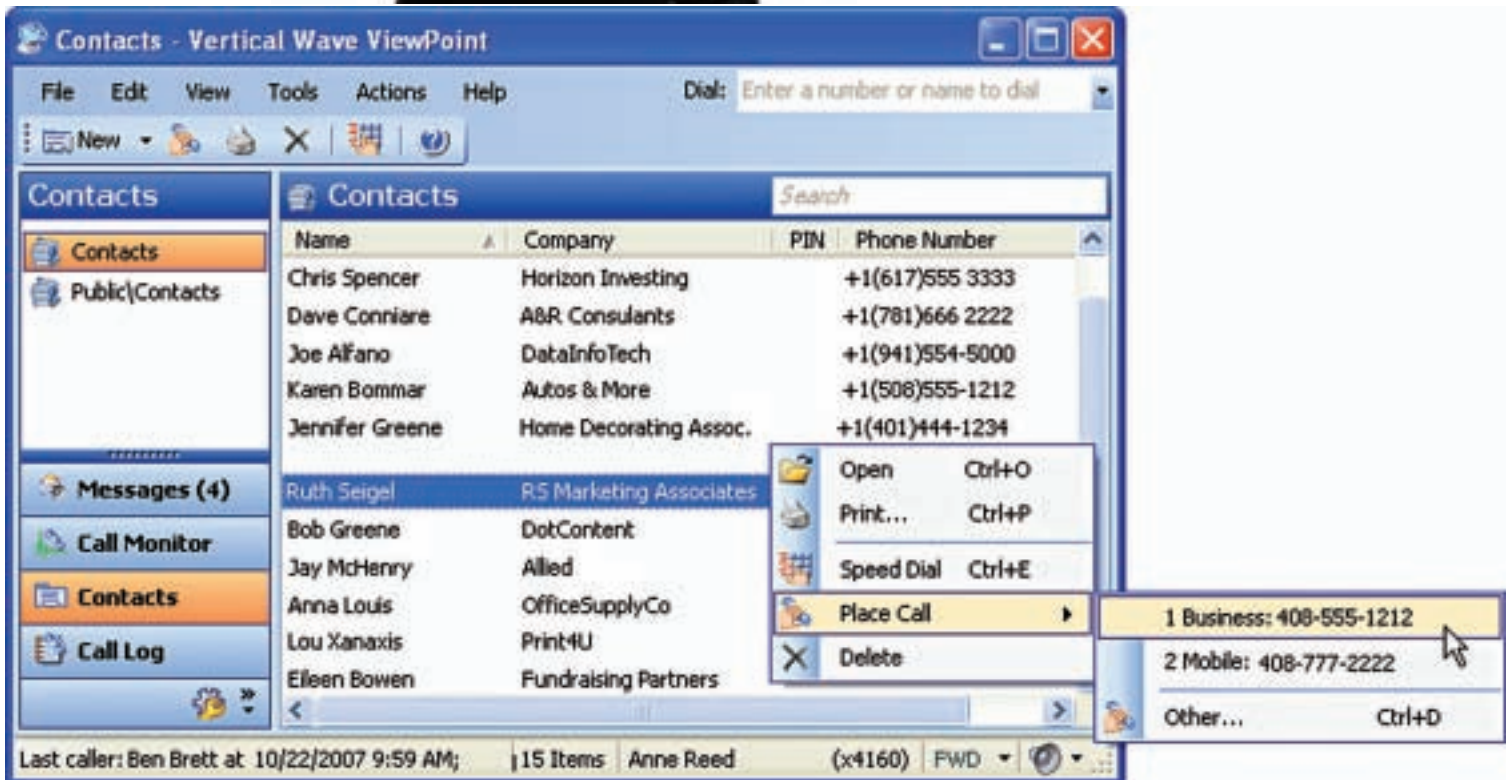 Contacts - Vertical Wave ViewPoint
File Edit View Tools Actions Help Dial: Enter a number or name to dial
New
Contacts
Contacts
Public\Contacts
Messages (4)
Call Monitor
Contacts
Call Log
Contacts Search
Name Company PIN Phone Number
Chris Spencer Horizon Investing +1(617)555 3333
Dave Conniare A&R Consulants +1(781)666 2222
Joe Alfano DataInfoTech +1(941)554-5000
Karen Bommar Autos & More +1(508)555-1212
Jennifer Greene Home Decorating Assoc. +1(401)444-1234
Ruth Seigel RS Marketing Associates
Bob Greene DotContent
Jay McHenry Allied
Anna Louis OfficeSupplyCo
Lou Xanaxis Print4U
Eileen Bowen Fundraising Partners
Open Ctrl+O
Print... Ctrl+P
Speed Dial Ctrl+E
Place Call
Delete
1 Business: 408-555-1212
2 Mobile: 408-777-2222
Other... Ctrl+D
Last caller: Ben Brett at 10/22/2007 9:59 AM; 15 Items Anne Reed (x4160) FWD